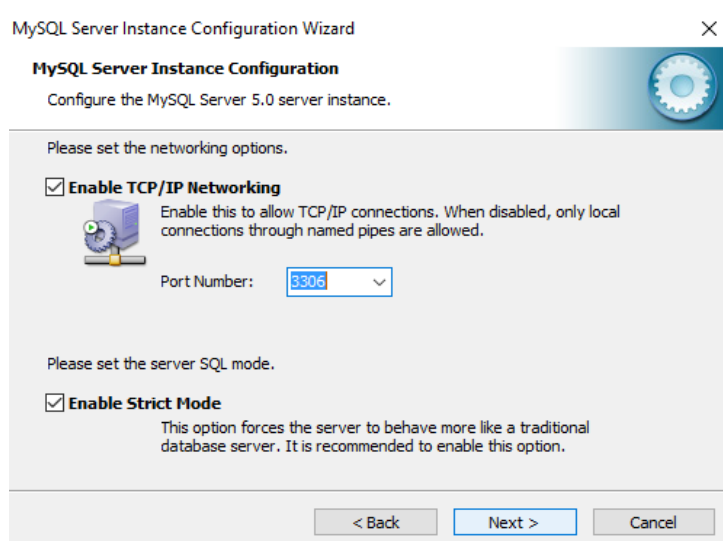 MySQL Server Instance Configuration Wizard
MySQL Server Instance Configuration
Configure the MySQL Server 5.0 server instance.
Please set the networking options.
Enable TCP/IP Networking
Enable this to allow TCP/IP connections. When disabled, only local
connections through named pipes are allowed.
Port Number: 3306
Please set the server SQL mode.
Enable Strict Mode
This option forces the server to behave more like a traditional
database server. It is recommended to enable this option.
< Back Next > Cancel